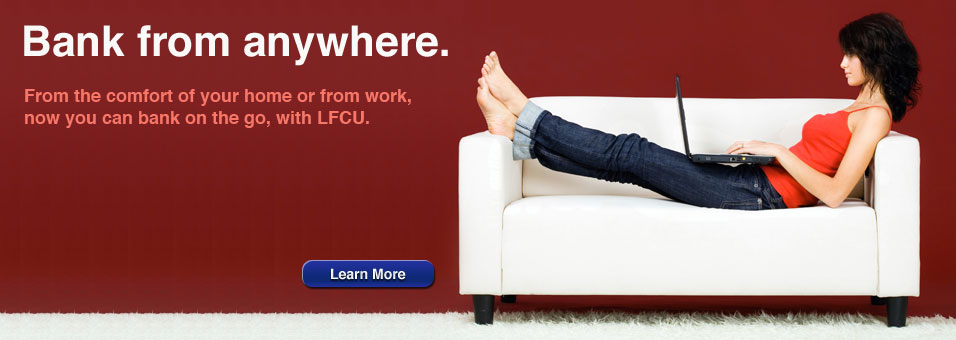 Bank from anywhere.
From the comfort of your home or from work,
now you can bank on the go, with LFCU.
Learn More